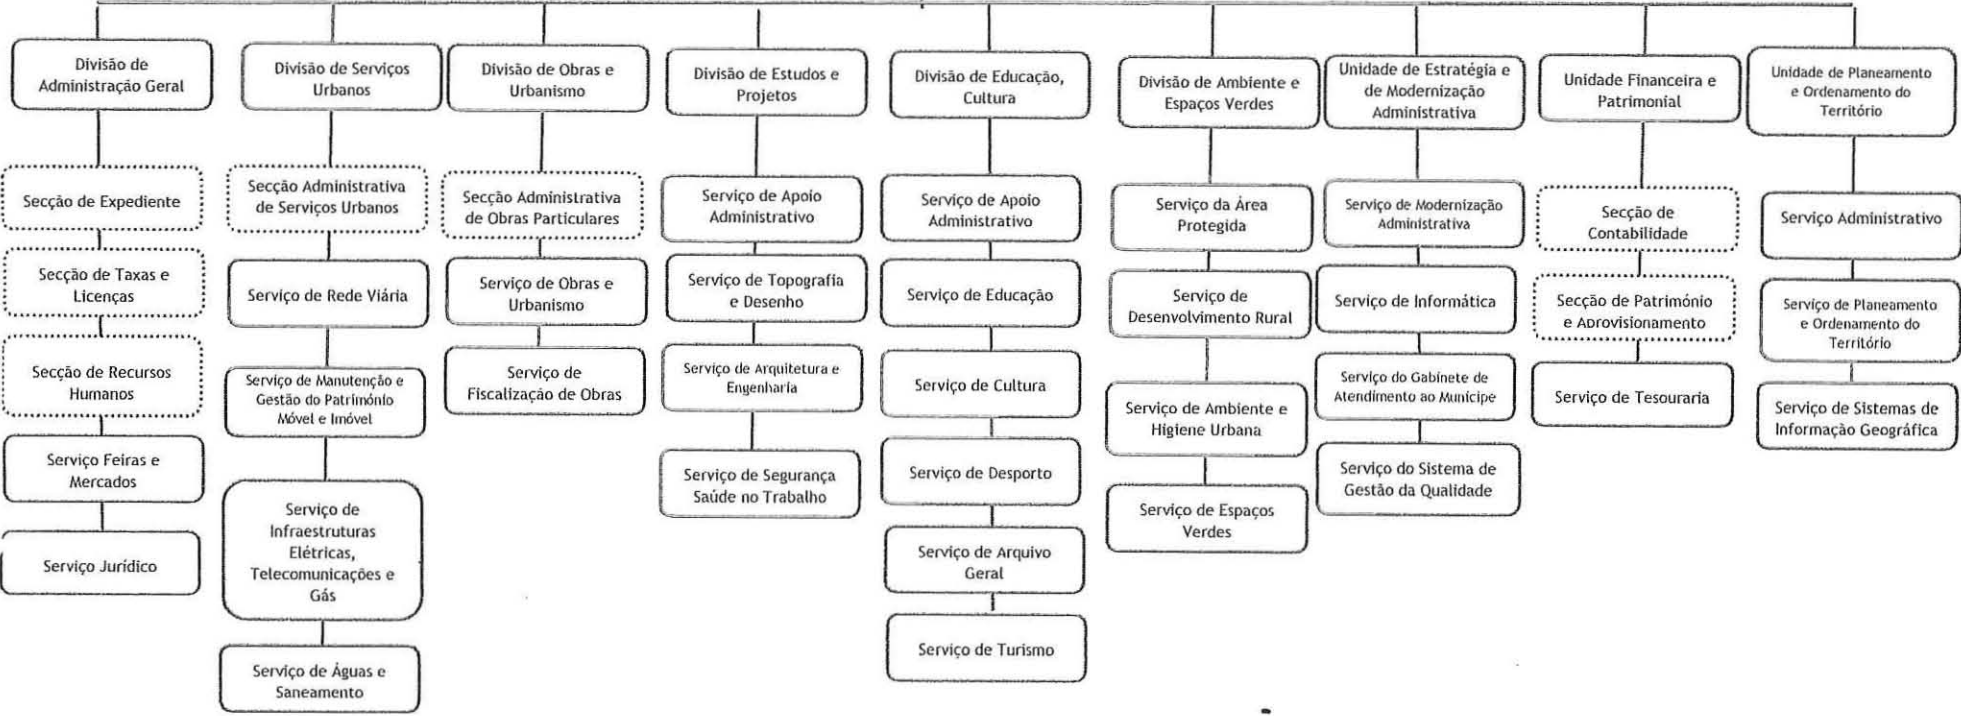 Divisão de
Administração Geral
Secção de Expediente
Secção de Taxas e
Licenças
Secção de Recursos
Humanos
Serviço Feiras e
Mercados
Serviço Jurídico
Divisão de Serviços
Urbanos
Secção Administrativa
de Serviços Urbanos
Serviço de Rede Viária
Serviço de Manutenção e
Gestão do Património
Móvel e Imóvel
Serviço de
Infraestruturas
Elétricas,
Telecomunicações e
Gás
Serviço de Águas e
Saneamento
Divisão de Obras e
Urbanismo
Secção Administrativa
de Obras Particulares
Serviço de Obras e
Urbanismo
Serviço de
Fiscalização de Obras
Divisão de Estudos e
Projetos
Serviço de Apoio
Administrativo
Serviço de Topografia
e Desenho
Serviço de Arquitetura e
Engenharia
Serviço de Segurança
Saúde no Trabalho
Divisão de Educação,
Cultura
Serviço de Apoio
Administrativo
Serviço de Educação
Serviço de Cultura
Serviço de Desporto
Serviço de Arquivo
Geral
Serviço de Turismo
Divisão de Ambiente e
Espaços Verdes
Serviço da Área
Protegida
Serviço de
Desenvolvimento Rural
Serviço de Ambiente e
Higiene Urbana
Serviço de Espaços
Verdes
Unidade de Estratégia e
de Modernização
Administrativa
Serviço de Modernização
Administrativa
Serviço de Informática
Serviço do Gabinete de
Atendimento ao Munícipe
Serviço do Sistema de
Gestão da Qualidade
Unidade Financeira e
Patrimonial
Secção de
Contabilidade
Secção de Património
e Aprovisionamento
Serviço de Tesouraria
Unidade de Planeamento
e Ordenamento do
Território
Serviço Administrativo
Serviço de Planeamento
e Ordenamento do
Território
Serviço de Sistemas de
Informação Geográfica